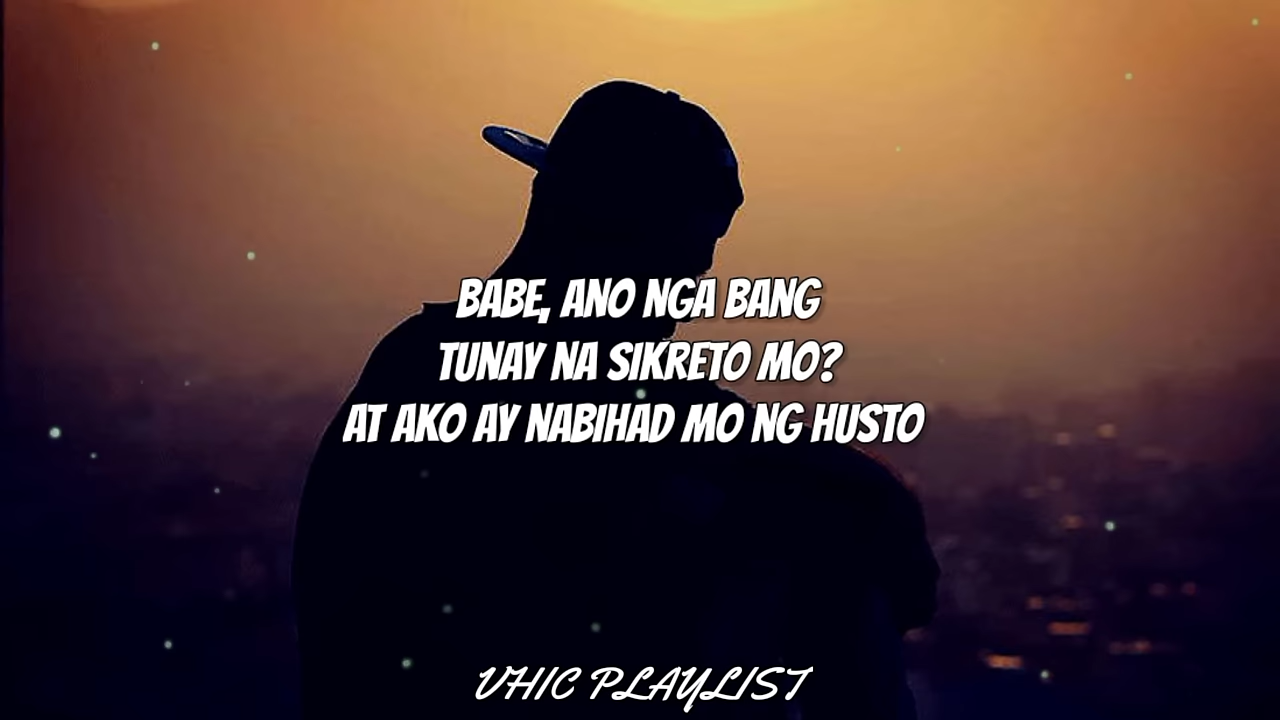 BABE, ANO NGA BANG
TUNAY NA SIKRETO MO?
AT AKO AY NABIHAD MO NG HUSTO
VHIC PLAYLIST